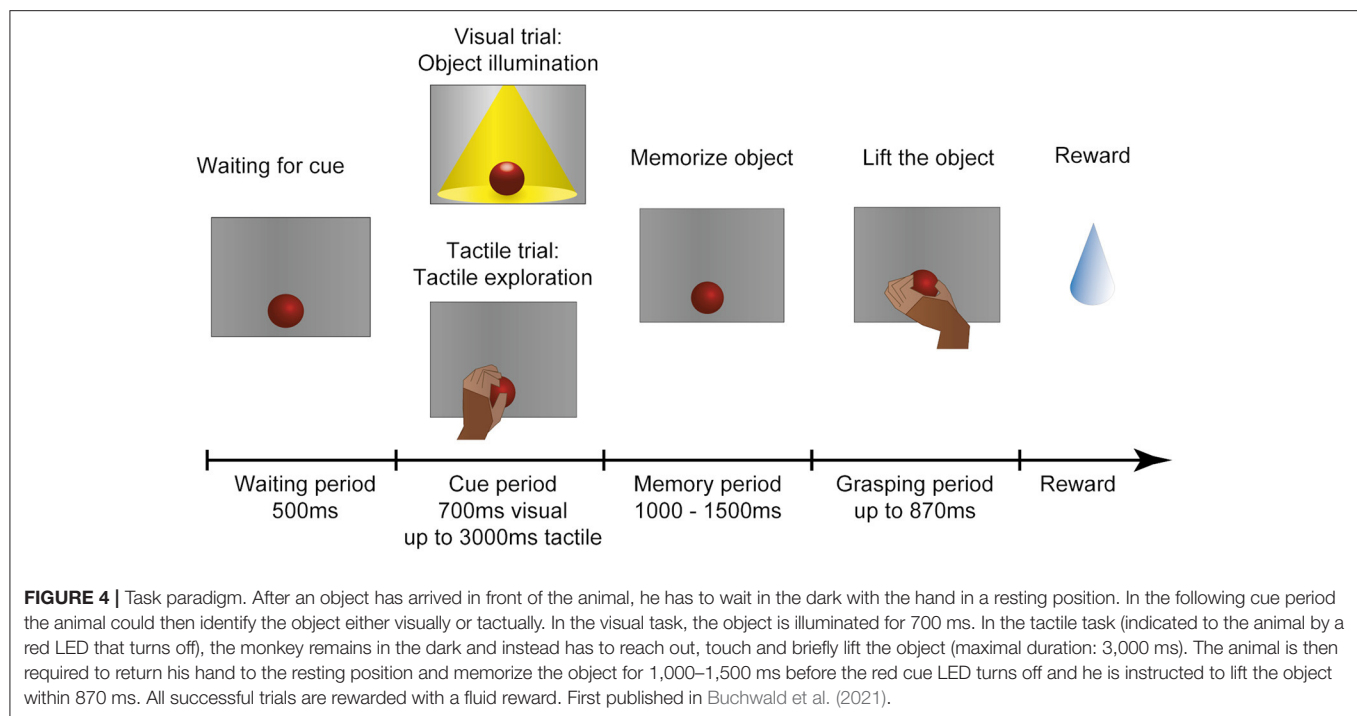 Visual trial:
Object illumination
Waiting for cue
Memorize object
Lift the object
Reward
Tactile trial:
Tactile exploration
Waiting period
500ms
Cue period
700ms visual
up to 3000ms tactile
Memory period
1000 - 1500ms
Grasping period
up to 870ms
Reward
FIGURE 4 | Task paradigm. After an object has arrived in front of the animal, he has to wait in the dark with the hand in a resting position. In the following cue period
the animal could then identify the object either visually or tactually. In the visual task, the object is illuminated for 700 ms. In the tactile task (indicated to the animal by a
red LED that turns off), the monkey remains in the dark and instead has to reach out, touch and briefly lift the object (maximal duration: 3,000 ms). The animal is then
required to return his hand to the resting position and memorize the object for 1,000–1,500 ms before the red cue LED turns off and he is instructed to lift the object
within 870 ms. All successful trials are rewarded with a fluid reward. First published in Buchwald et al. (2021).